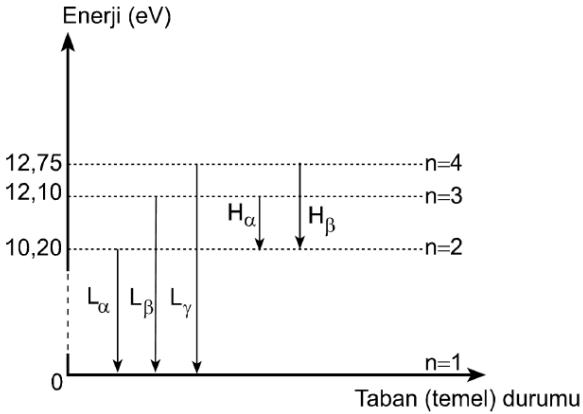 Enerji (eV)
12,75
n=4
12,10
n=3
Hα
Hβ
10,20
n=2
Lα
Lβ
Lγ
n=1
0
Taban (temel) durumu